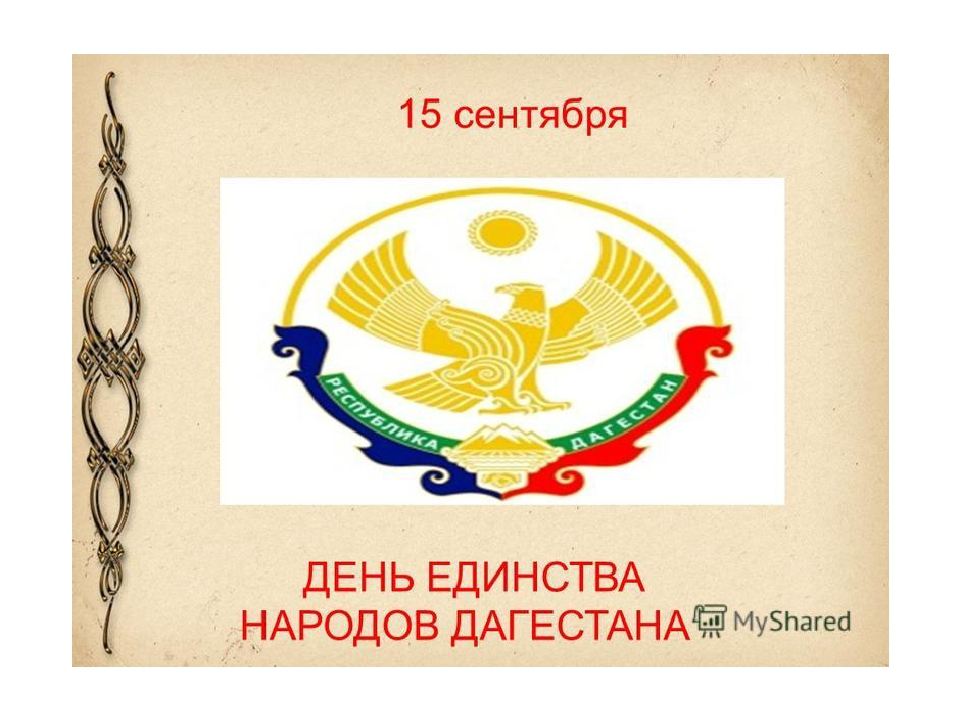 15 сентября
РЕСПУБЛИКА ДАГЕСТАН
ДЕНЬ ЕДИНСТВА
НАРОДОВ ДАГЕСТАНА
MyShared